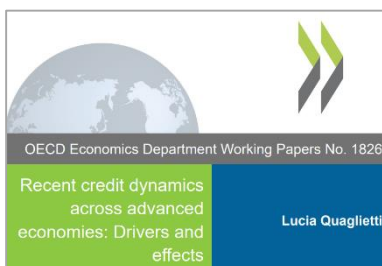 OECD Economics Department Working Papers No. 1826
Recent credit dynamics
across advanced
economies: Drivers and
effects
Lucia Quaglietti